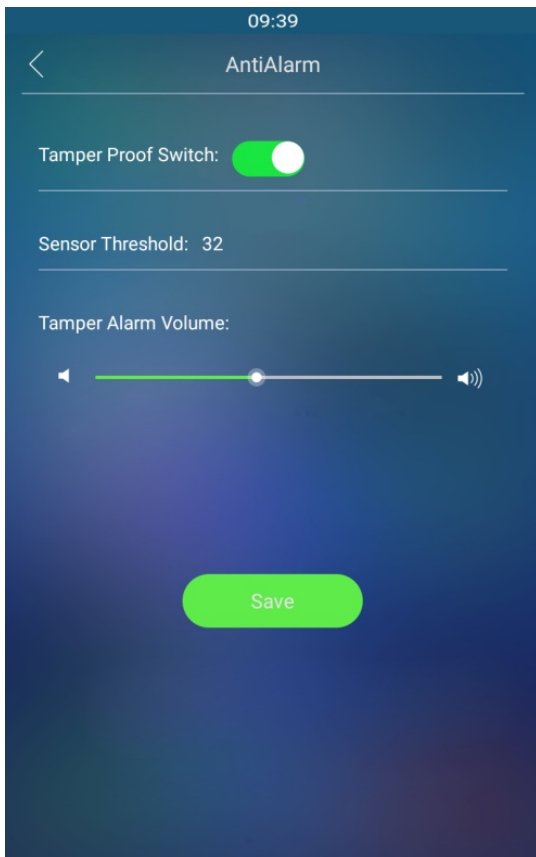 09:39
AntiAlarm
Tamper Proof Switch:
Sensor Threshold: 32
Tamper Alarm Volume:
Save